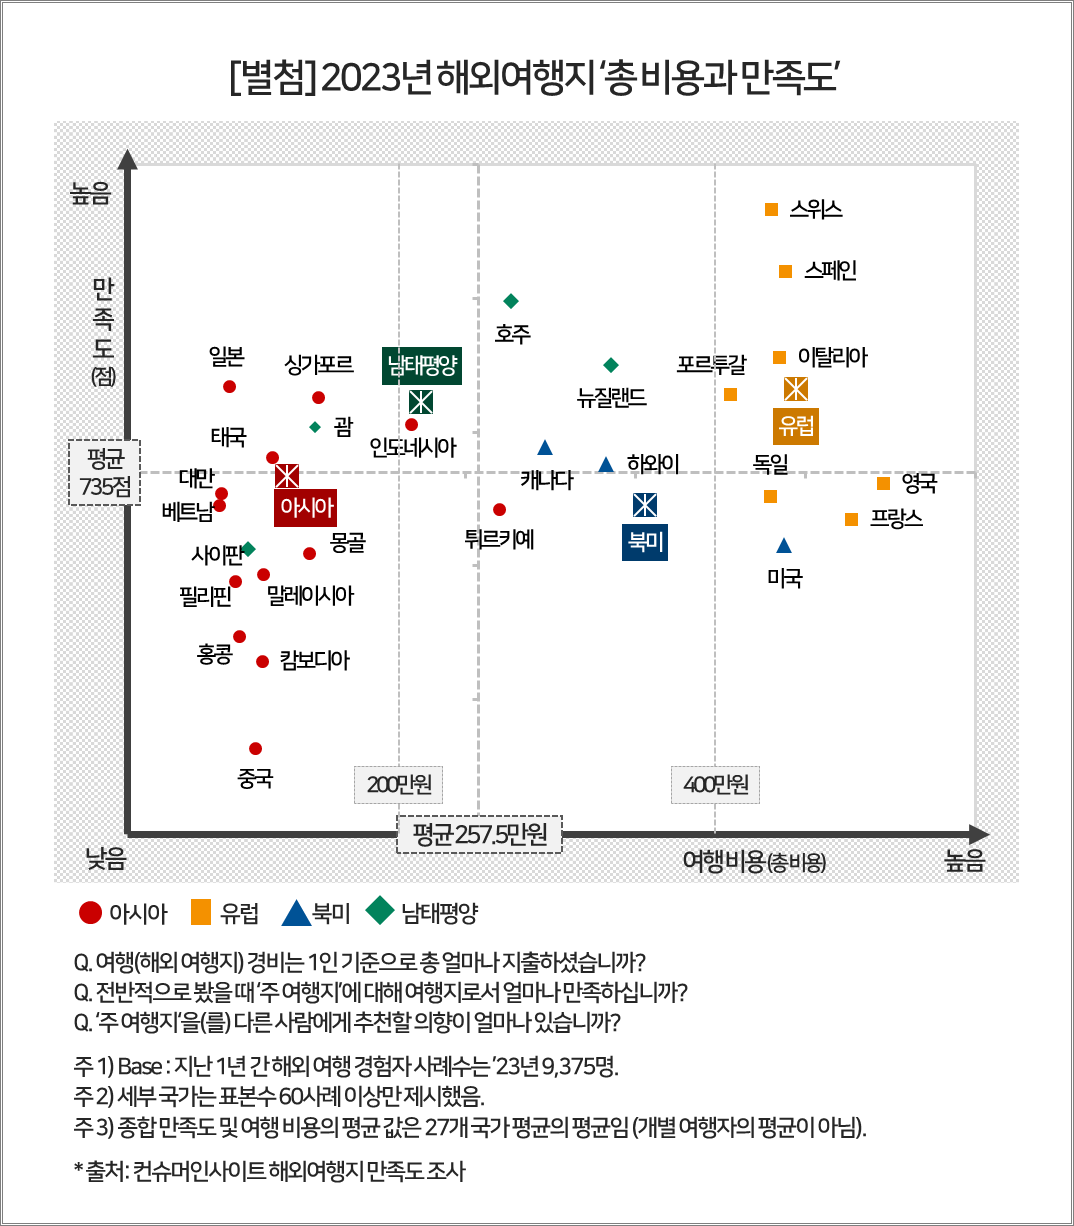 [별첨] 2023년 해외여행지 ‘총 비용과 만족도’
높음
만
족
도
(점)
스위스
스페인
호주
일본
싱가포르
남태평양
포르투갈
이탈리아
뉴질랜드
괌
유럽
태국
인도네시아
평균
735점
대만
캐나다
하와이
독일
영국
베트남
아시아
프랑스
튀르키예
북미
사이판
몽골
미국
필리핀
말레이시아
홍콩
캄보디아
중국
200만원
400만원
평균 257.5만원
낮음
여행비용(총비용)
높음
아시아 유럽 북미 남태평양
Q. 여행(해외 여행지) 경비는 1인 기준으로 총 얼마나 지출하셨습니까?
Q. 전반적으로 봤을 때 ‘주 여행지’에 대해 여행지로서 얼마나 만족하십니까?
Q. ‘주 여행지‘을(를) 다른 사람에게 추천할 의향이 얼마나 있습니까?
주 1) Base : 지난 1년 간 해외 여행 경험자 사례수는 ’23년 9,375명.
주 2) 세부 국가는 표본수 60사례 이상만 제시했음.
주 3) 종합 만족도 및 여행 비용의 평균 값은 27개 국가 평균의 평균임 (개별 여행자의 평균이 아님).
* 출처 : 컨슈머인사이트 해외여행지 만족도 조사